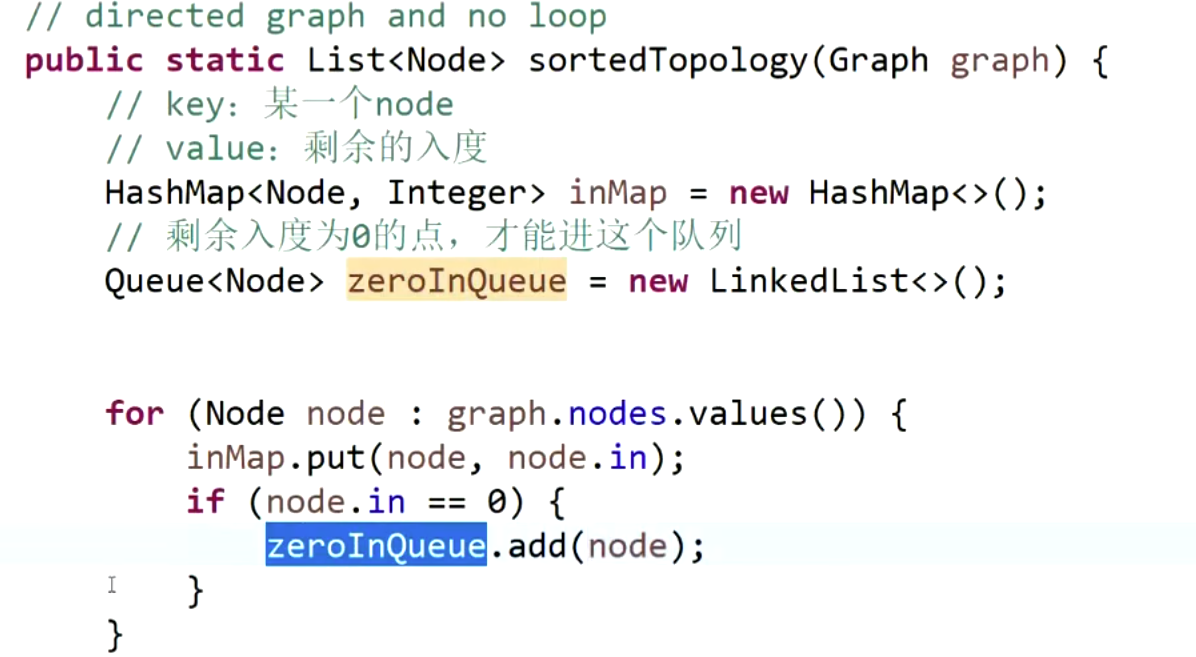 // directed graph and no loop
public static List<Node> sortedTopology(Graph graph) {
// key: 某一个node
// value: 剩余的入度
HashMap<Node, Integer> inMap = new HashMap<>();
// 剩余入度为0的点，才能进这个队列
Queue<Node> zeroInQueue = new LinkedList<>();
for (Node node : graph.nodes.values()) {
inMap.put(node, node.in);
if (node.in == 0) {
zeroInQueue.add(node);
}
}